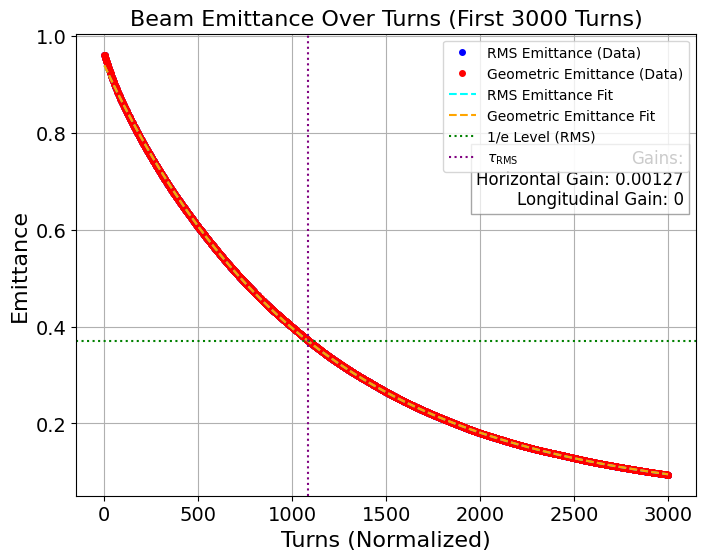 Beam Emittance Over Turns (First 3000 Turns)
1.0
0.8
0.6
0.4
0.2
Emittance
RMS Emittance (Data)
Geometric Emittance (Data)
RMS Emittance Fit
Geometric Emittance Fit
1/e Level (RMS)
τRMS
Gains:
Horizontal Gain: 0.00127
Longitudinal Gain: 0
0 500 1000 1500 2000 2500 3000
Turns (Normalized)